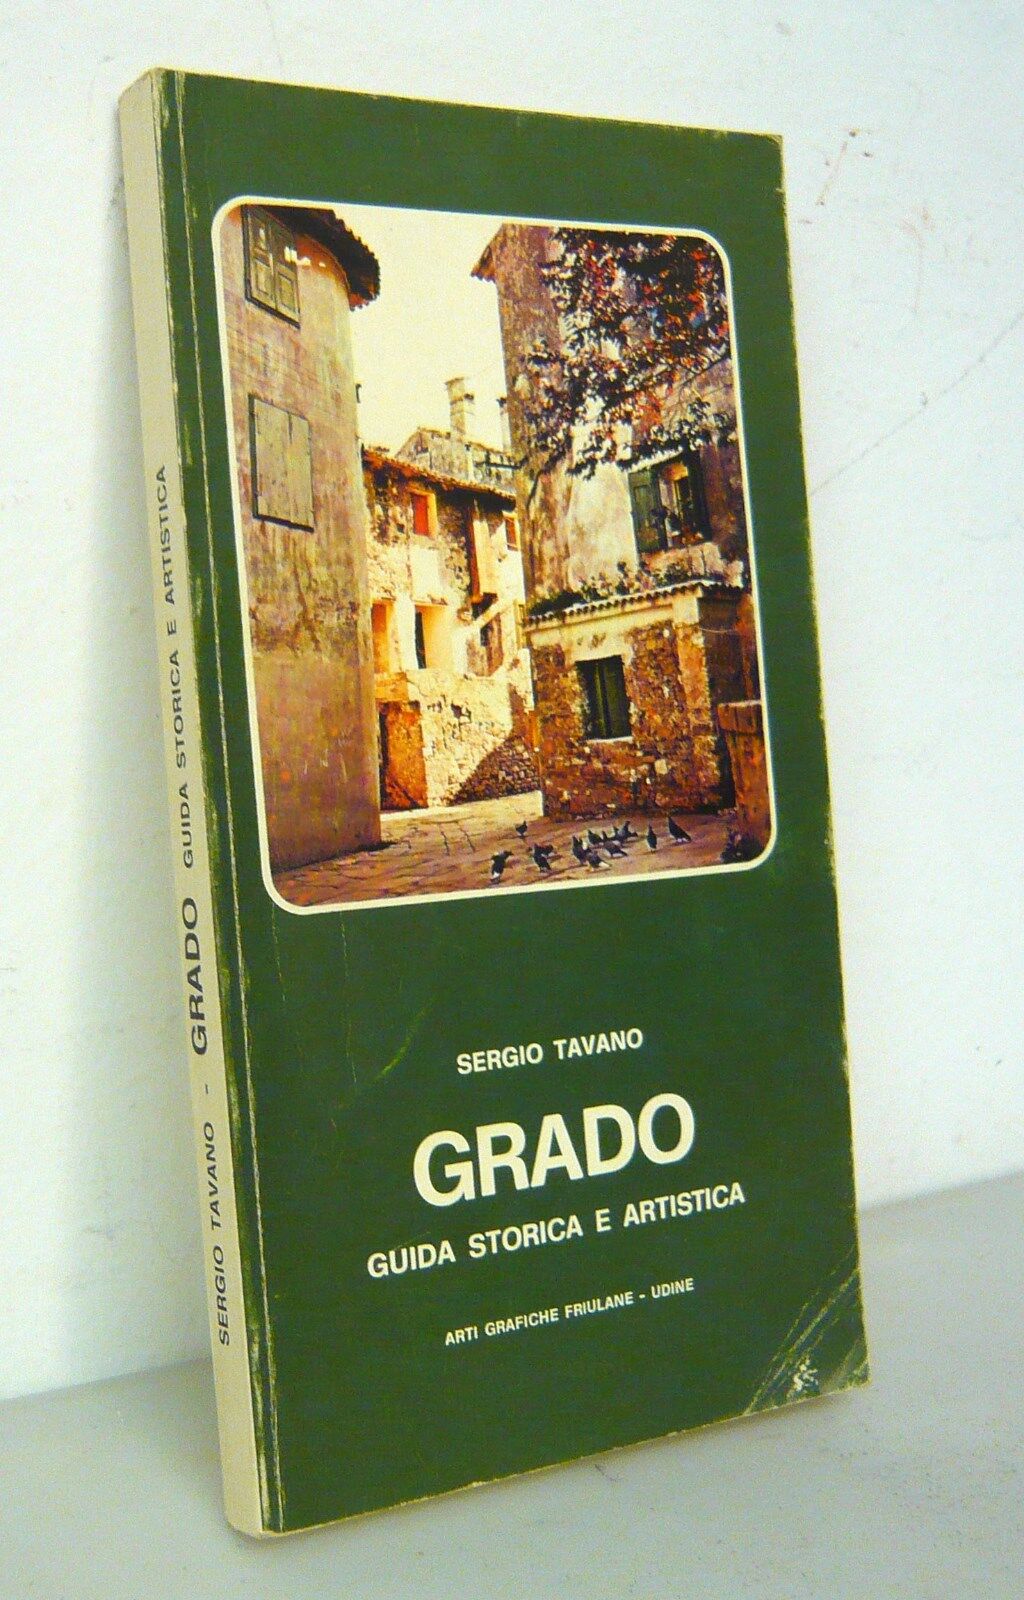 SERGIO TAVANO - GRADO GUIDA STORICA E ARTISTICA
SERGIO TAVANO
GRADO
GUIDA STORICA E ARTISTICA
ARTI GRAFICHE FRIULANE - UDINE